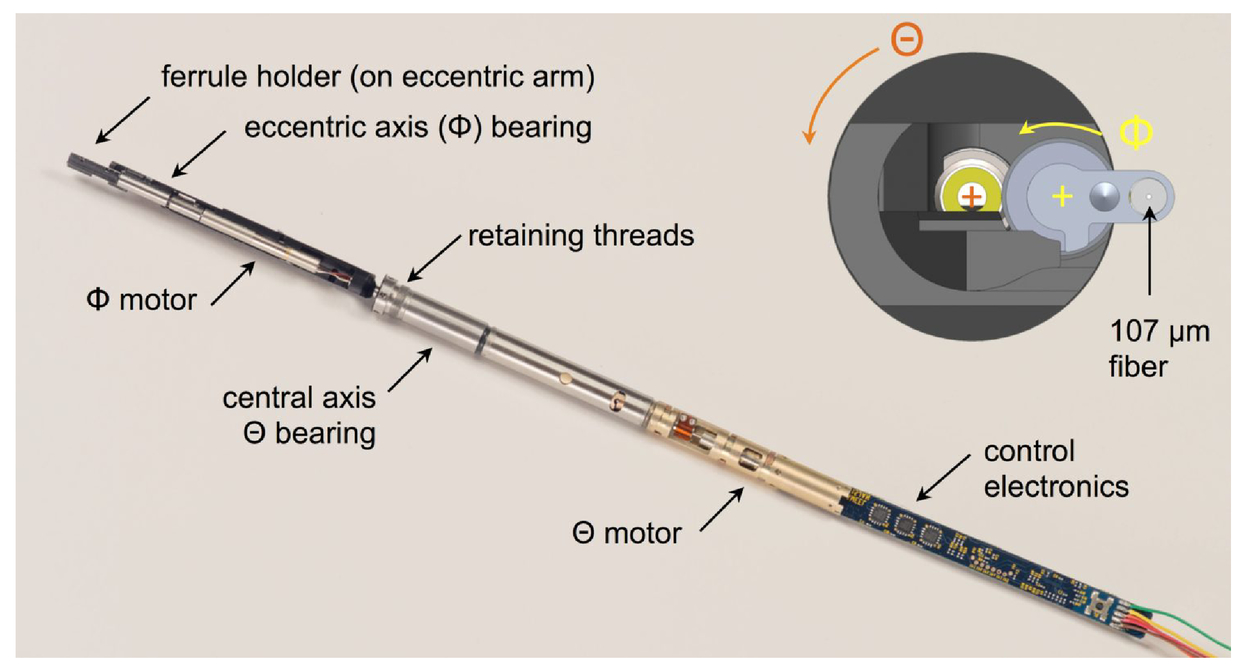 Θ
ferrule holder (on eccentric arm)
eccentric axis (Φ) bearing
Φ
retaining threads
Φ motor
107 μm
fiber
central axis
Θ bearing
control
electronics
Θ motor